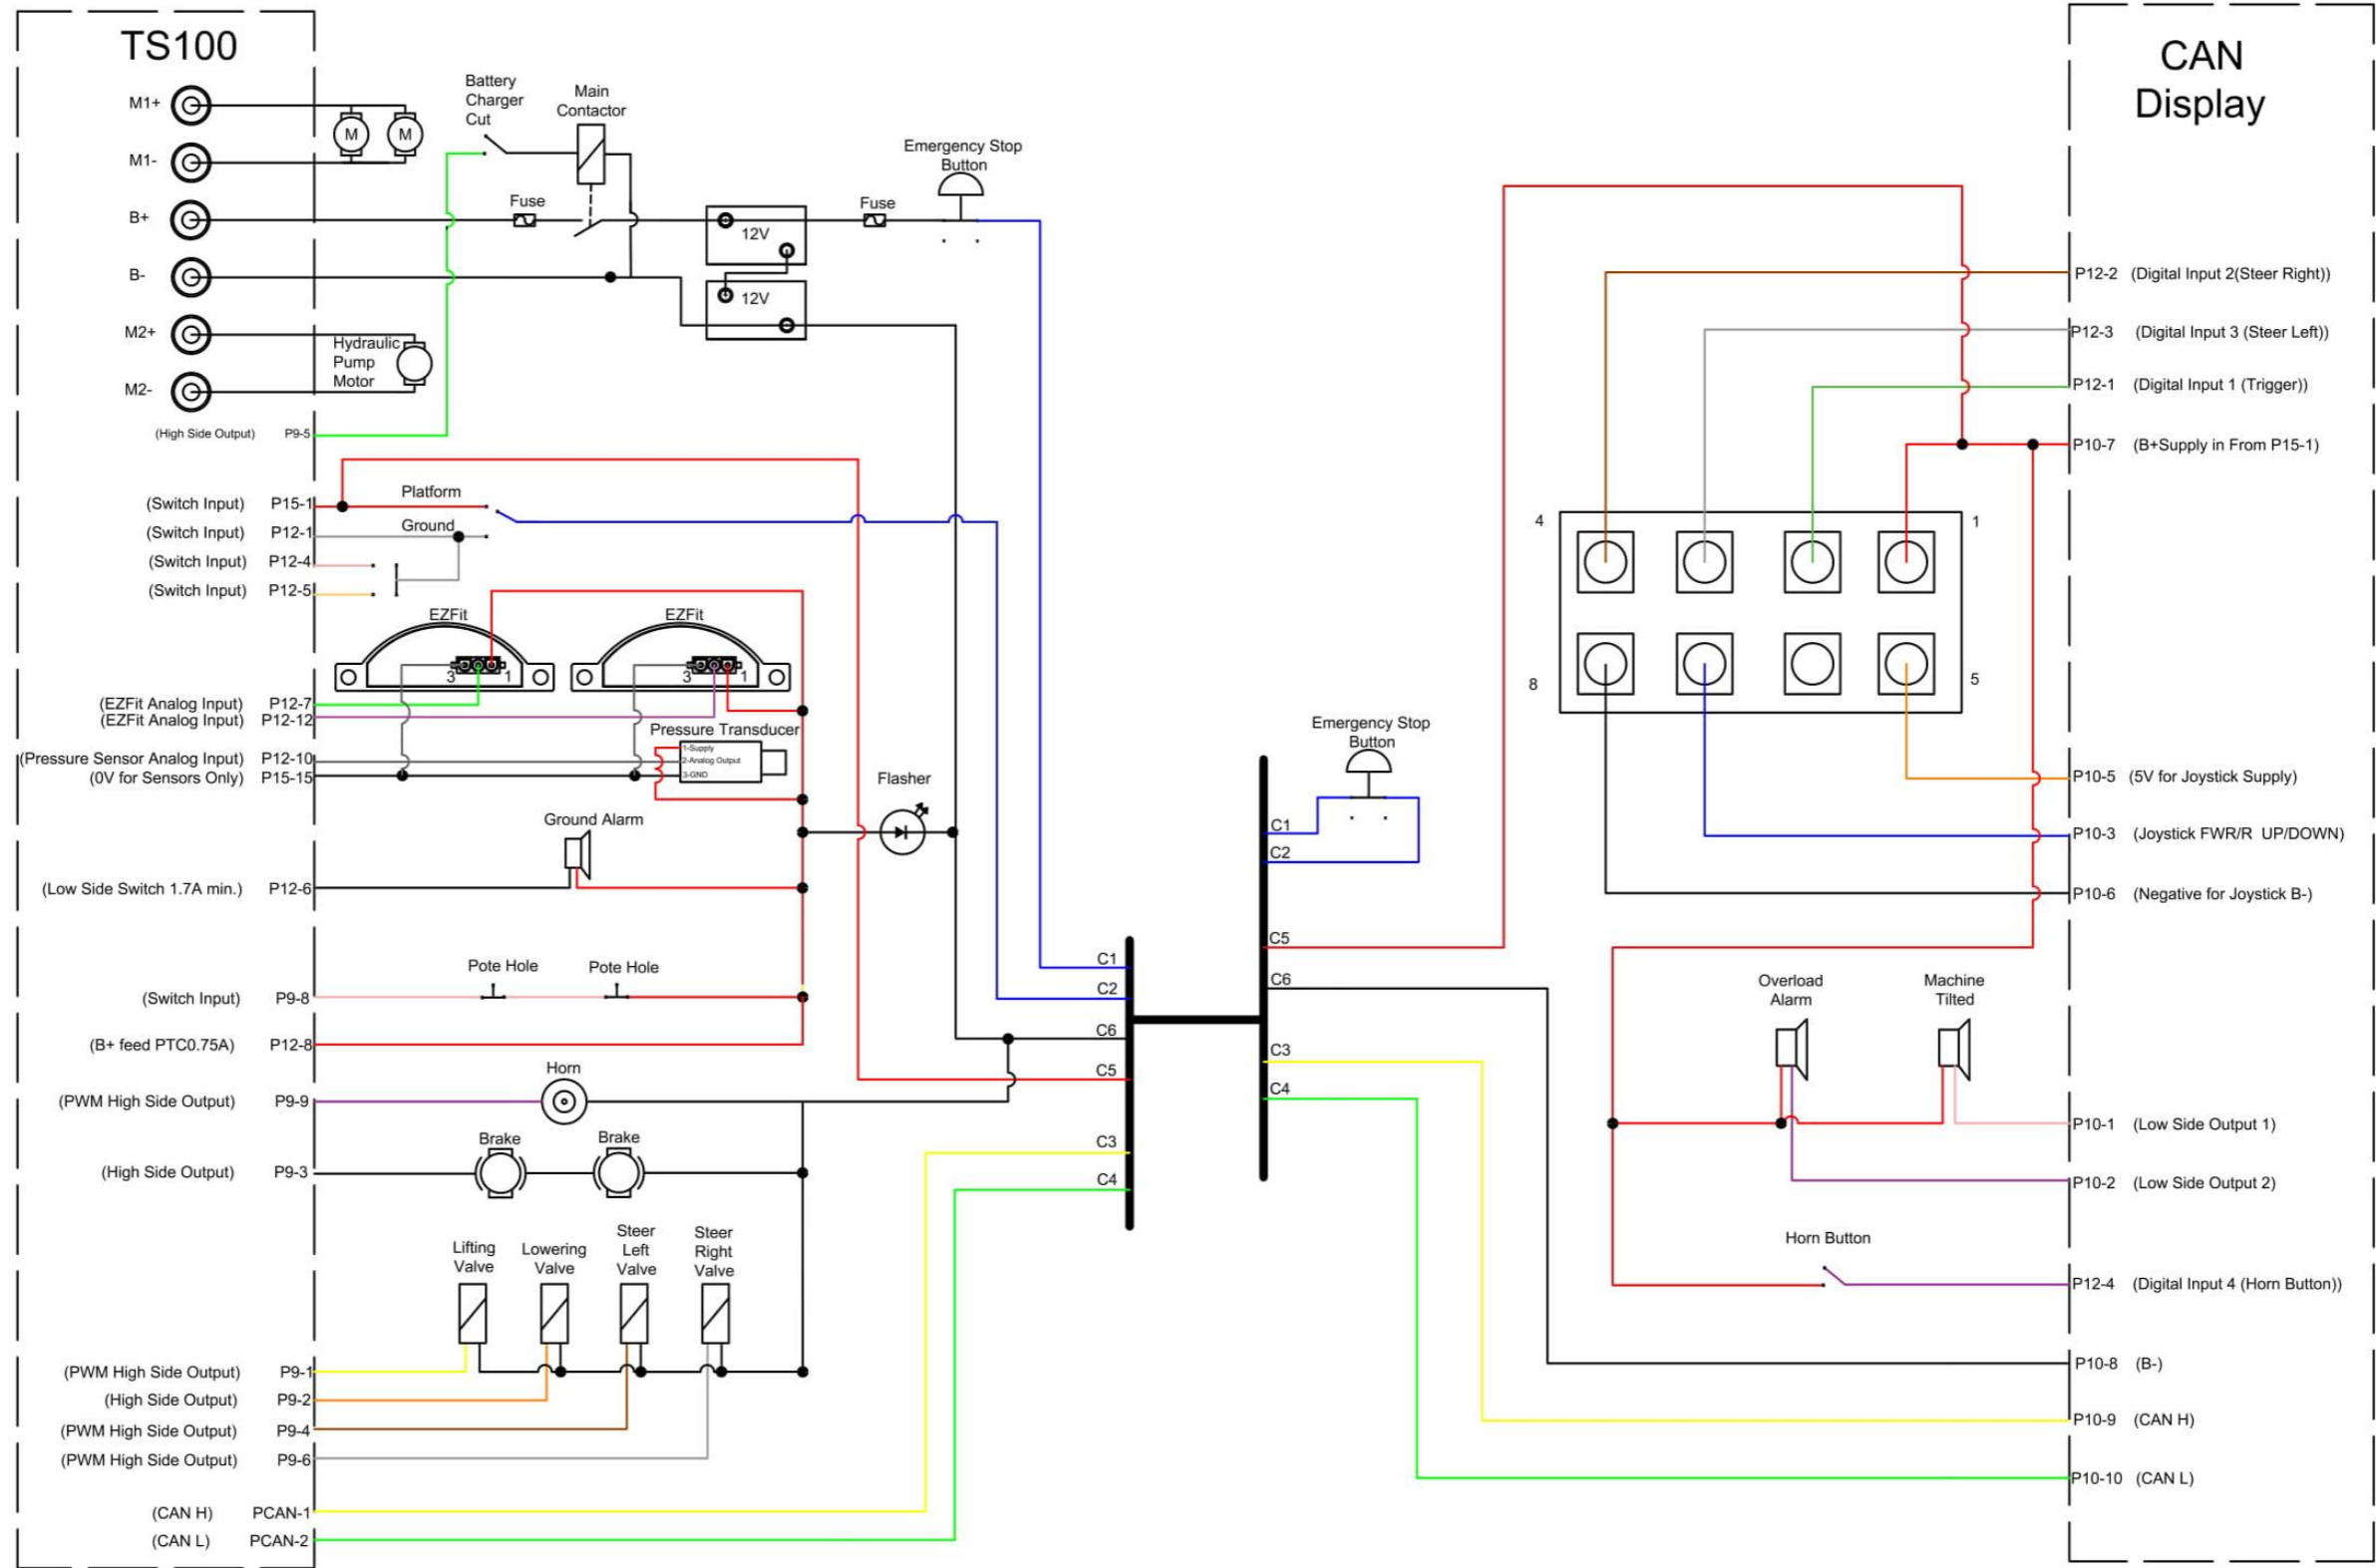 TS100
M1+
M1-
B+
B-
M2+
M2-
(High Side Output) P9-5
(Switch Input) P15-1
(Switch Input) P12-1
(Switch Input) P12-4
(Switch Input) P12-5
(EZFit Analog Input) P12-7
(EZFit Analog Input) P12-12
(Pressure Sensor Analog Input) P12-10
(0V for Sensors Only) P15-15
(Low Side Switch 1.7A min.) P12-6
(Switch Input) P9-8
(B+ feed PTC0.75A) P12-8
(PWM High Side Output) P9-9
(High Side Output) P9-3
(PWM High Side Output) P9-1
(High Side Output) P9-2
(PWM High Side Output) P9-4
(PWM High Side Output) P9-6
(CAN H) PCAN-1
(CAN L) PCAN-2
M
M
Hydraulic
Pump
Motor
Battery
Charger
Cut
Main
Contactor
Fuse
12V
12V
Fuse
Emergency Stop
Button
Platform
Ground
EZFit
3
1
EZFit
3
1
Pressure Transducer
1-Supply
2-Analog Output
3-GND
Flasher
Ground Alarm
Pote Hole
Pote Hole
Horn
Brake
Brake
Lifting
Valve
Lowering
Valve
Steer
Left
Valve
Steer
Right
Valve
C1
C2
C6
C5
C3
C4
Emergency Stop
Button
C1
C2
C5
C6
C3
C4
4
1
8
5
Overload
Alarm
Machine
Tilted
Horn Button
CAN
Display
P12-2 (Digital Input 2(Steer Right))
P12-3 (Digital Input 3 (Steer Left))
P12-1 (Digital Input 1 (Trigger))
P10-7 (B+Supply in From P15-1)
P10-5 (5V for Joystick Supply)
P10-3 (Joystick FWR/R UP/DOWN)
P10-6 (Negative for Joystick B-)
P10-1 (Low Side Output 1)
P10-2 (Low Side Output 2)
P12-4 (Digital Input 4 (Horn Button))
P10-8 (B-)
P10-9 (CAN H)
P10-10 (CAN L)